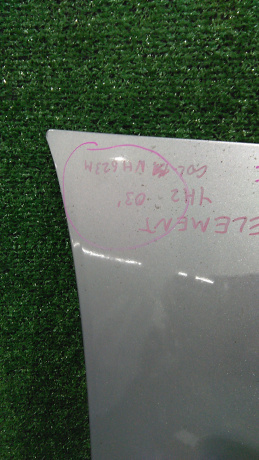 ELEMENT
YH2 -03'
COL NH623M